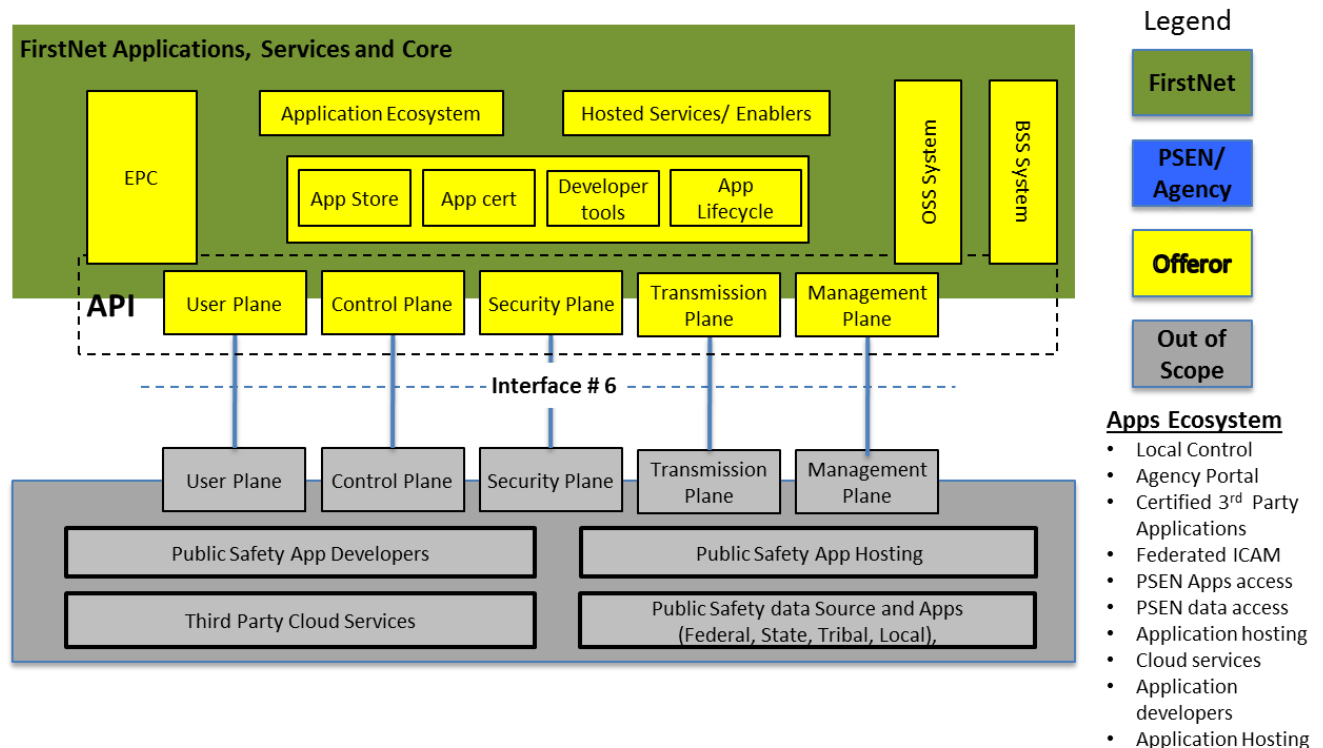 FirstNet Applications, Services and Core
EPC
Application Ecosystem
Hosted Services/ Enablers
App Store
App cert
Developer
tools
App
Lifecycle
OSS System
BSS System
API
User Plane
Control Plane
Security Plane
Transmission
Plane
Management
Plane
Interface # 6
User Plane
Control Plane
Security Plane
Transmission
Plane
Management
Plane
Public Safety App Developers
Public Safety App Hosting
Third Party Cloud Services
Public Safety data Source and Apps
(Federal, State, Tribal, Local),
Legend
FirstNet
PSEN/
Agency
Offeror
Out of
Scope
Apps Ecosystem
• Local Control
• Agency Portal
• Certified 3rd Party
Applications
• Federated ICAM
• PSEN Apps access
• PSEN data access
• Application hosting
• Cloud services
• Application
developers
• Application Hosting